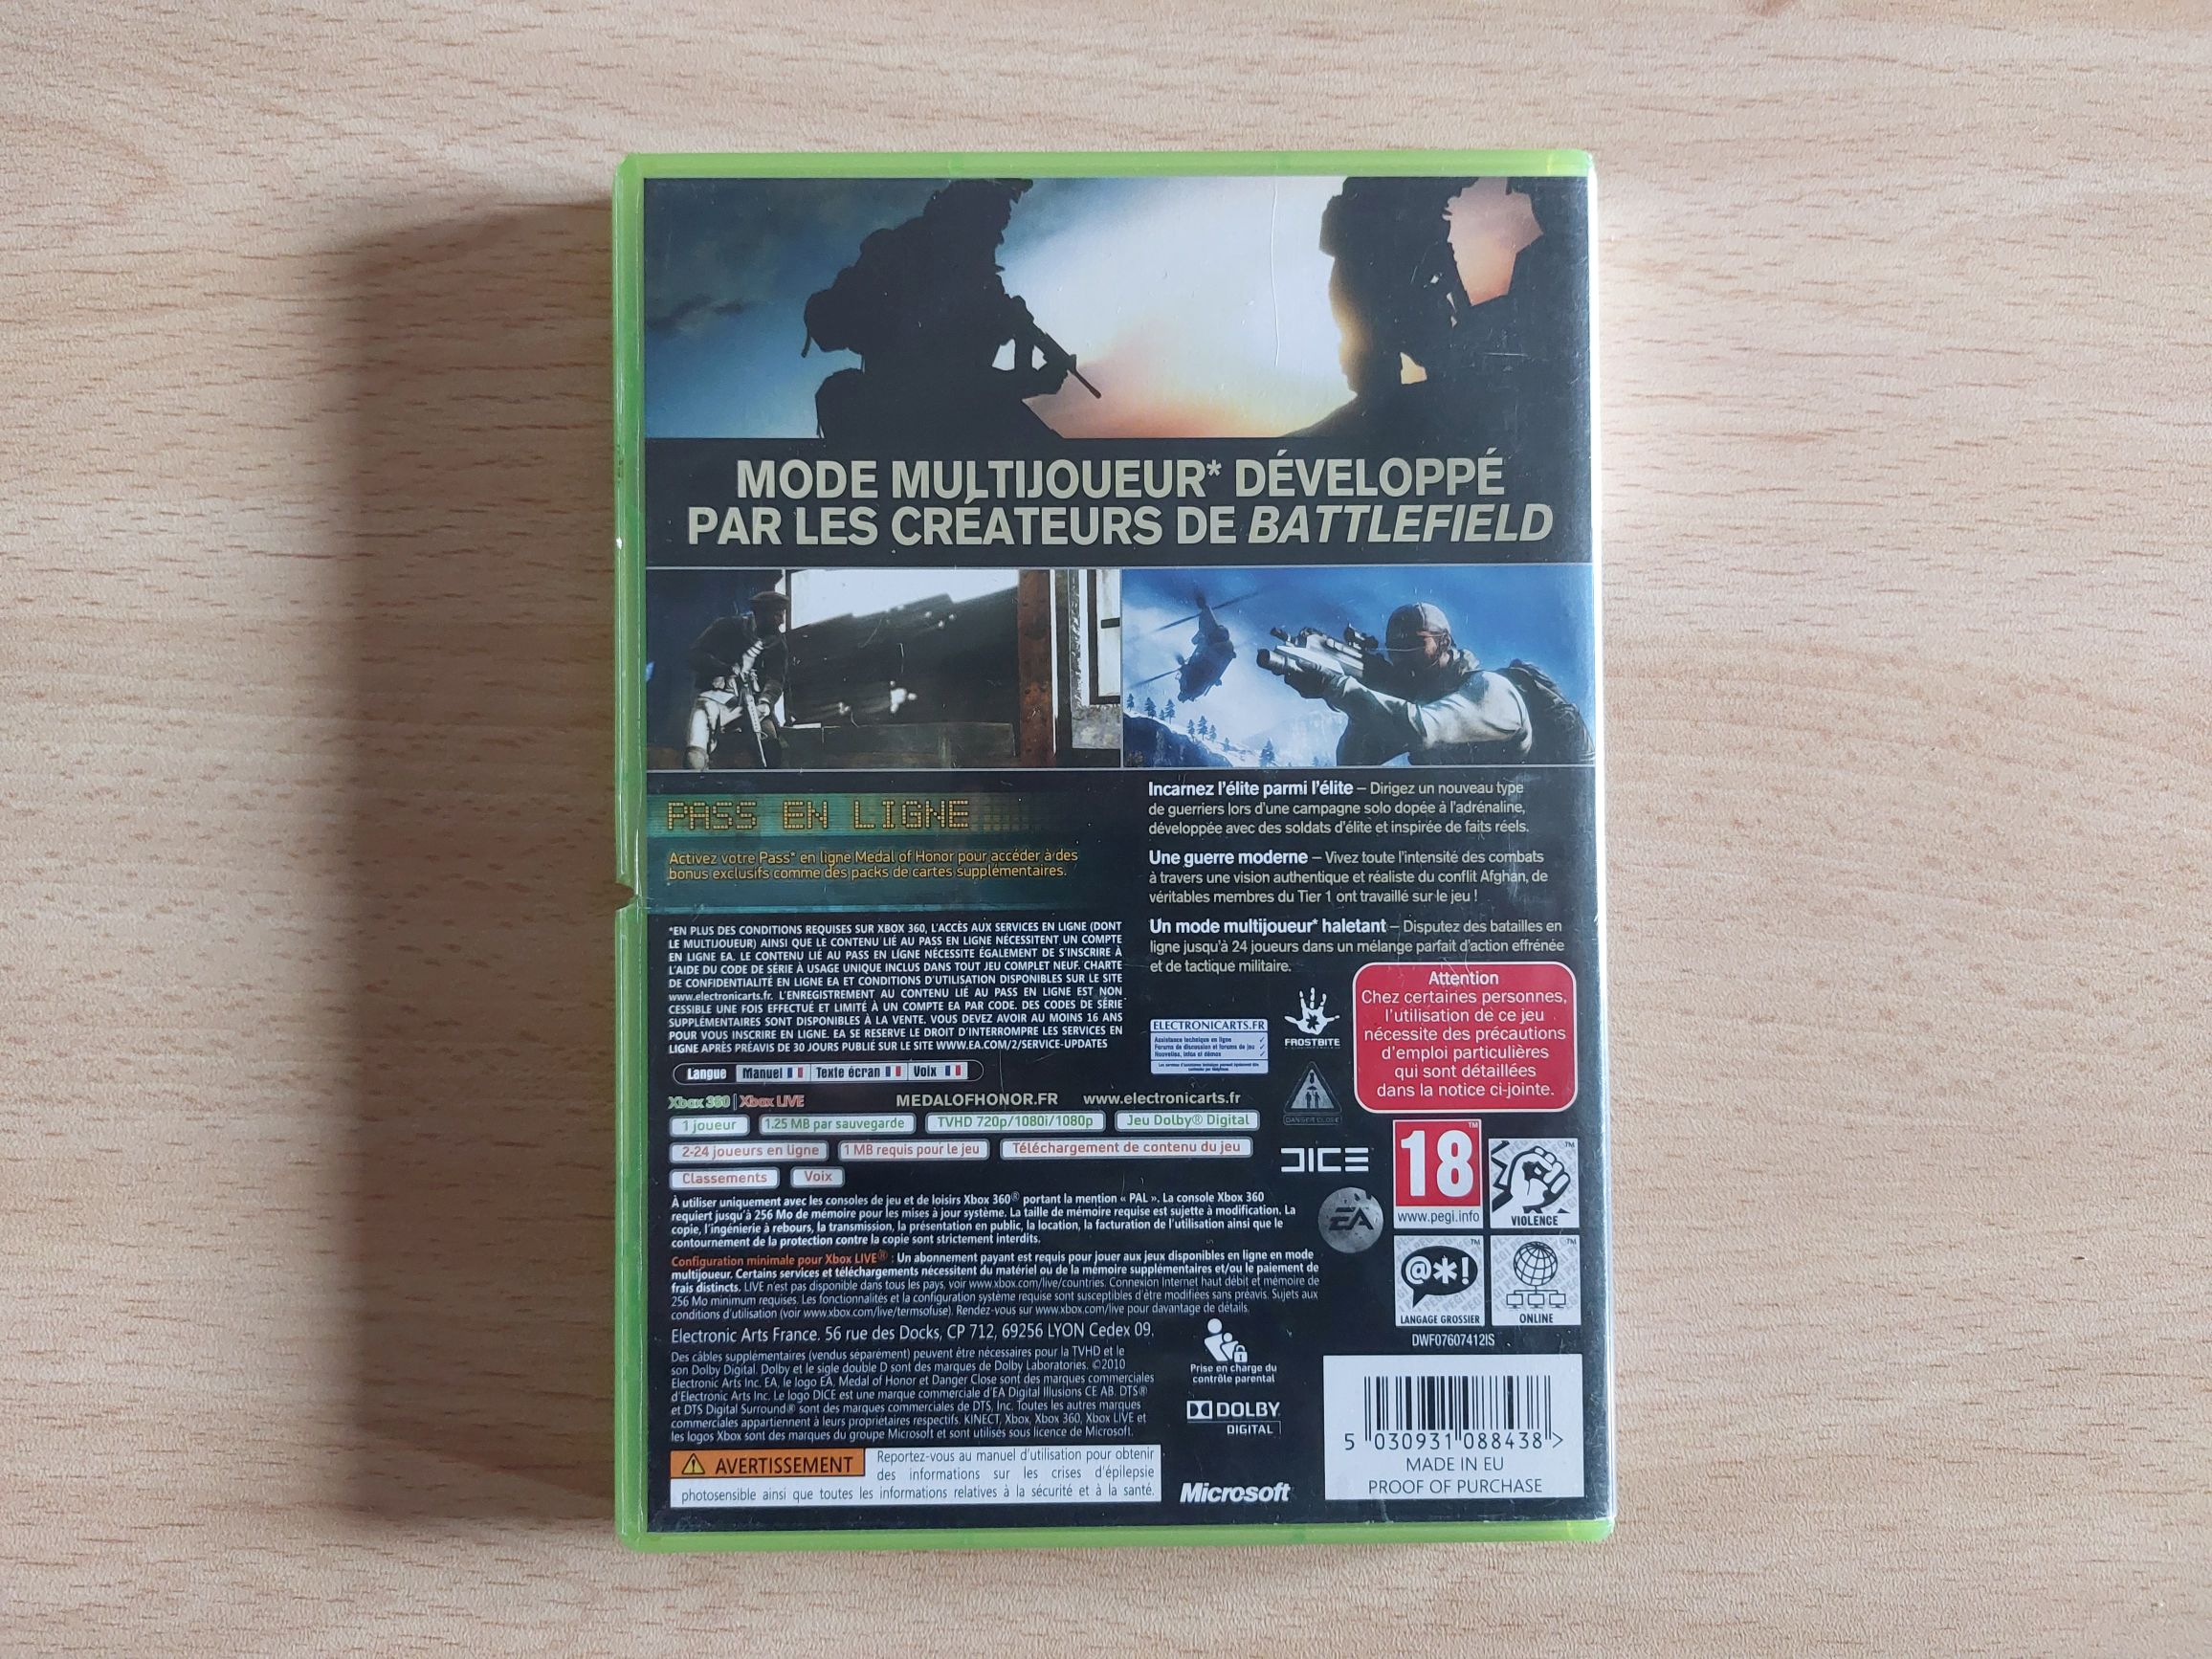 MODE MULTIJOUEUR* DÉVELOPPÉ
PAR LES CRÉATEURS DE BATTLEFIELD
PASS EN LIGNE
Activez votre Pass* en ligne Medal of Honor pour accéder à des
bonus exclusifs comme des packs de cartes supplémentaires.
*EN PLUS DES CONDITIONS REQUISES SUR XBOX 360, L'ACCÈS AUX SERVICES EN LIGNE (DONT
LE MULTIJOUEUR) AINSI QUE LE CONTENU LIÉ AU PASS EN LIGNE NÉCESSITENT UN COMPTE
EN LIGNE EA. LE CONTENU LIÉ AU PASS EN LIGNE NÉCESSITE ÉGALEMENT DE S'INSCRIRE À
L'AIDE DU CODE DE SÉRIE À USAGE UNIQUE INCLUS DANS TOUT JEU COMPLET NEUF. CHARTE
DE CONFIDENTIALITÉ EN LIGNE EA ET CONDITIONS D'UTILISATION DISPONIBLES SUR LE SITE
www.electronicarts.fr. L'ENREGISTREMENT AU CONTENU LIÉ AU PASS EN LIGNE EST NON
CESSIBLE UNE FOIS EFFECTUÉ ET LIMITÉ À UN COMPTE EA PAR CODE. DES CODES DE SÉRIE
SUPPLÉMENTAIRES SONT DISPONIBLES À LA VENTE. VOUS DEVEZ AVOIR AU MOINS 16 ANS
POUR VOUS INSCRIRE EN LIGNE. EA SE RESERVE LE DROIT D'INTERROMPRE LES SERVICES EN
LIGNE APRÈS PRÉAVIS DE 30 JOURS PUBLIÉ SUR LE SITE WWW.EA.COM/2/SERVICE-UPDATES
Incarnez l'élite parmi l'élite – Dirigez un nouveau type
de guerriers lors d'une campagne solo dopée à l'adrénaline,
développée avec des soldats d'élite et inspirée de faits réels.
Une guerre moderne – Vivez toute l'intensité des combats
à travers une vision authentique et réaliste du conflit Afghan, de
véritables membres du Tier 1 ont travaillé sur le jeu !
Un mode multijoueur* haletant – Disputez des batailles en
ligne jusqu'à 24 joueurs dans un mélange parfait d'action effrénée
et de tactique militaire.
Attention
Chez certaines personnes,
l'utilisation de ce jeu
nécessite des précautions
d'emploi particulières
qui sont détaillées
dans la notice ci-jointe.
ELECTRONICARTS.FR
Assistance technique en ligne
Forums de discussion et forums de jeu
Nouvelles, infos et démos
FROSTBITE
DANGER CLOSE
Langue Manuel Texte écran Voix
Xbox 360 | Xbox LIVE
MEDALOFHONOR.FR www.electronicarts.fr
1 joueur 1.25 MB par sauvegarde TVHD 720p/1080i/1080p Jeu Dolby® Digital
2-24 joueurs en ligne 1 MB requis pour le jeu Téléchargement de contenu du jeu
Classements Voix
DICE
EA
À utiliser uniquement avec les consoles de jeu et de loisirs Xbox 360® portant la mention « PAL ». La console Xbox 360
requiert jusqu'à 256 Mo de mémoire pour les mises à jour système. La taille de mémoire requise est sujette à modification. La
copie, l'ingénierie à rebours, la transmission, la présentation en public, la location, la facturation de l'utilisation ainsi que le
contournement de la protection contre la copie sont strictement interdits.
Configuration minimale pour Xbox LIVE® : Un abonnement payant est requis pour jouer aux jeux disponibles en ligne en mode
multijoueur. Certains services et téléchargements nécessitent du matériel ou de la mémoire supplémentaires et/ou le paiement de
frais distincts. LIVE n'est pas disponible dans tous les pays, voir www.xbox.com/live/countries. Connexion Internet haut débit et mémoire de
256 Mo minimum requises. Les fonctionnalités et la configuration système requise sont susceptibles d'être modifiées sans préavis. Sujets aux
conditions d'utilisation (voir www.xbox.com/live/termsofuse). Rendez-vous sur www.xbox.com/live pour davantage de détails.
Electronic Arts France. 56 rue des Docks, CP 712, 69256 LYON Cedex 09.
Des câbles supplémentaires (vendus séparément) peuvent être nécessaires pour la TVHD et le
son Dolby Digital. Dolby et le sigle double D sont des marques de Dolby Laboratories. ©2010
Electronic Arts Inc. EA, le logo EA, Medal of Honor et Danger Close sont des marques commerciales
d'Electronic Arts Inc. Le logo DICE est une marque commerciale d'EA Digital Illusions CE AB. DTS®
et DTS Digital Surround® sont des marques commerciales de DTS, Inc. Toutes les autres marques
commerciales appartiennent à leurs propriétaires respectifs. KINECT, Xbox, Xbox 360, Xbox LIVE et
les logos Xbox sont des marques du groupe Microsoft et sont utilisés sous licence de Microsoft.
AVERTISSEMENT Reportez-vous au manuel d'utilisation pour obtenir
des informations sur les crises d'épilepsie
photosensible ainsi que toutes les informations relatives à la sécurité et à la santé.
Prise en charge du
contrôle parental
DOLBY
DIGITAL
Microsoft
18
www.pegi.info
VIOLENCE
@*!
LANGAGE GROSSIER
ONLINE
DWF07607412IS
5 030931 088438 >
MADE IN EU
PROOF OF PURCHASE